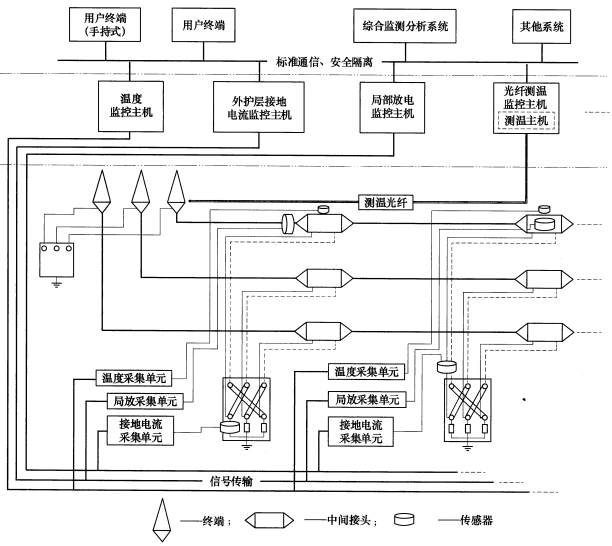 用户终端
(手持式)
用户终端
综合监测分析系统
其他系统
标准通信、安全隔离
温度
监控主机
外护层接地
电流监控主机
局部放电
监控主机
光纤测温
监控主机
测温主机
测温光纤
温度采集单元
局放采集单元
接地电流
采集单元
温度采集单元
局放采集单元
接地电流
采集单元
信号传输
—终端；
—中间接头；
—传感器